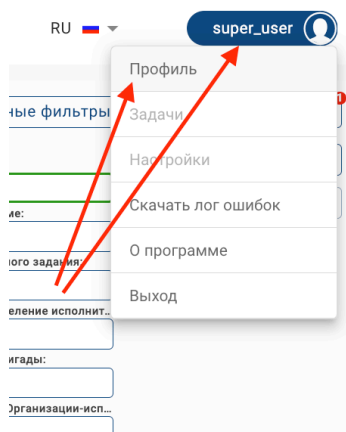 RU
super_user
Профиль
ные фильтры
Задачи
Настройки
ме:
Скачать лог ошибок
О программе
ного задания:
Выход
еление исполнит...
игады:
Организации-исп...